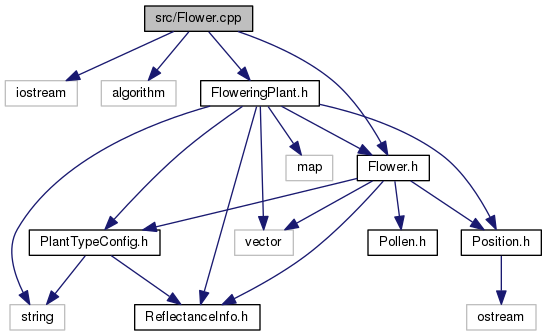 src/Flower.cpp
iostream
algorithm
FloweringPlant.h
map
Flower.h
PlantTypeConfig.h
vector
Pollen.h
Position.h
string
ReflectanceInfo.h
ostream